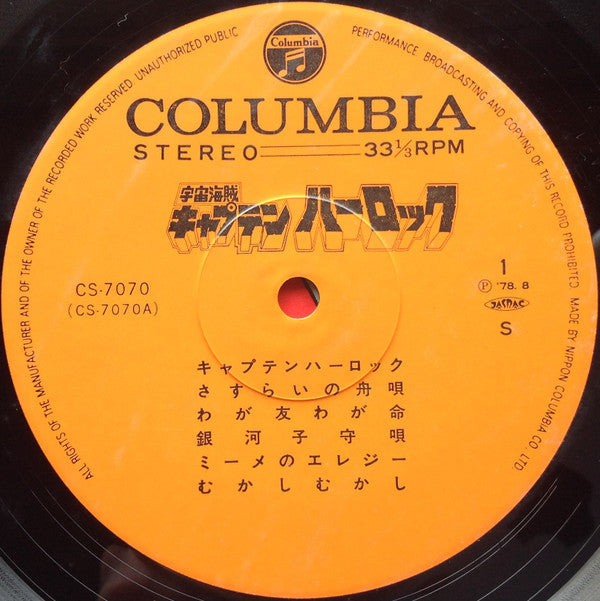 ALL RIGHTS OF THE MANUFACTURER AND OF THE OWNER OF THE RECORDED WORK RESERVED. UNAUTHORIZED PUBLIC PERFORMANCE, BROADCASTING AND COPYING OF THIS RECORD PROHIBITED. MADE BY NIPPON COLUMBIA CO., LTD
Columbia
COLUMBIA
STEREO 33⅓RPM
宇宙海賊
キャプテン ハーロック
CS-7070
(CS-7070A)
1
Ⓟ '78. 8
JASRAC
S
キャプテンハーロック
さすらいの舟唄
わが友わが命
銀河子守唄
ミーメのエレジー
むかしむかし